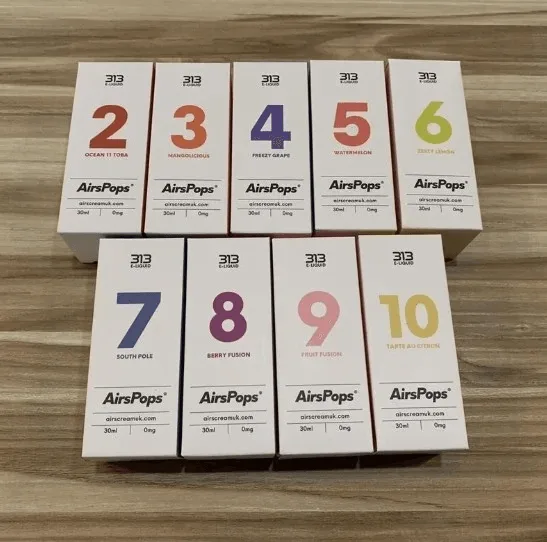 313
E-LIQUID
2
OCEAN 11 TOBA
AirsPops®
airscreamuk.com
30ml 0mg
313
E-LIQUID
3
MANGOLICIOUS
AirsPops®
airscreamuk.com
30ml 0mg
313
E-LIQUID
4
FREEZY GRAPE
AirsPops®
airscreamuk.com
30ml 0mg
313
E-LIQUID
5
WATERMELON
AirsPops®
airscreamuk.com
30ml 0mg
313
E-LIQUID
6
ZESTY LEMON
AirsPops®
airscreamuk.com
30ml 0mg
313
E-LIQUID
7
SOUTH POLE
AirsPops®
airscreamuk.com
30ml 0mg
313
E-LIQUID
8
BERRY FUSION
AirsPops®
airscreamuk.com
30ml 0mg
313
E-LIQUID
9
FRUIT FUSION
AirsPops®
airscreamuk.com
30ml 0mg
313
E-LIQUID
10
TARTE AU CITRON
AirsPops®
airscreamuk.com
30ml 0mg